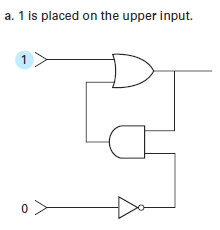 a. 1 is placed on the upper input.
1
0